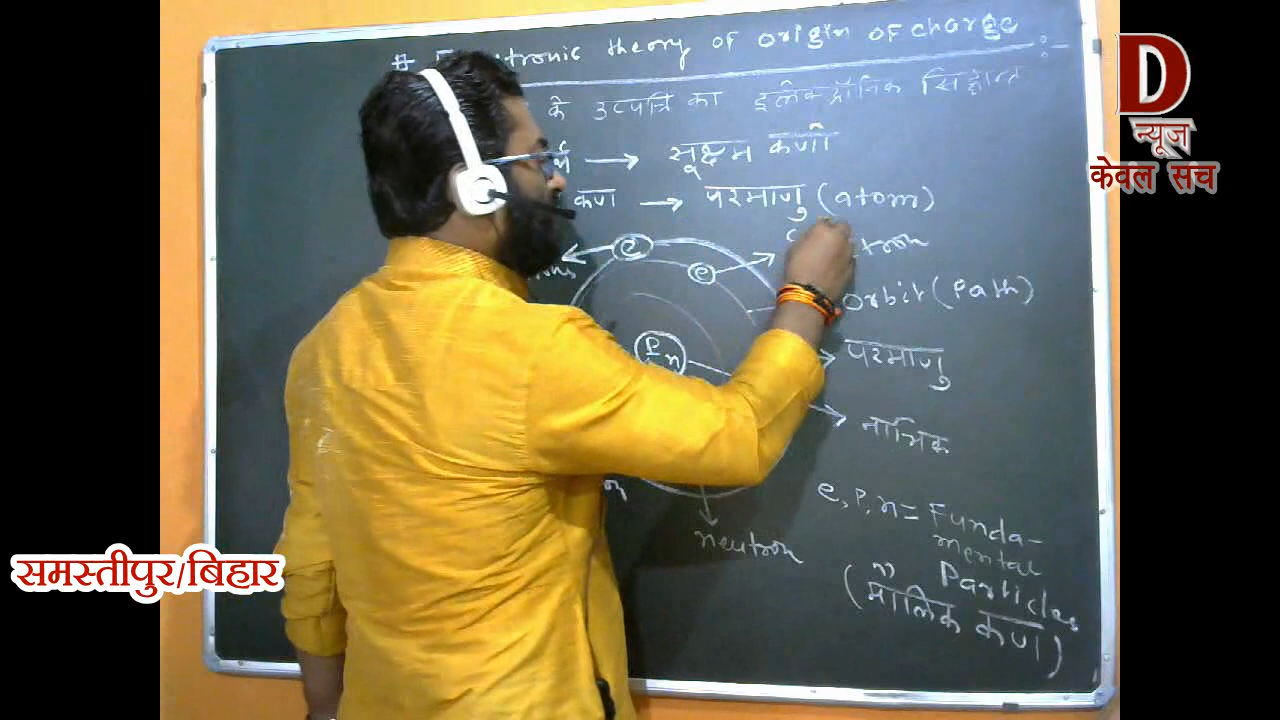 # theory of origin of charge :-
के उत्पत्ति का इलेक्ट्रॉनिक सिद्धान्त
→ सूक्ष्म कणों
कण → परमाणु (atom)
e
e
Orbit (Path)
P
n
परमाणु
नाभिक
neutron
e, P, n = Funda-
mental
Particles
(मौलिक कण)
D
न्यूज
केवल सच
समस्तीपुर/बिहार